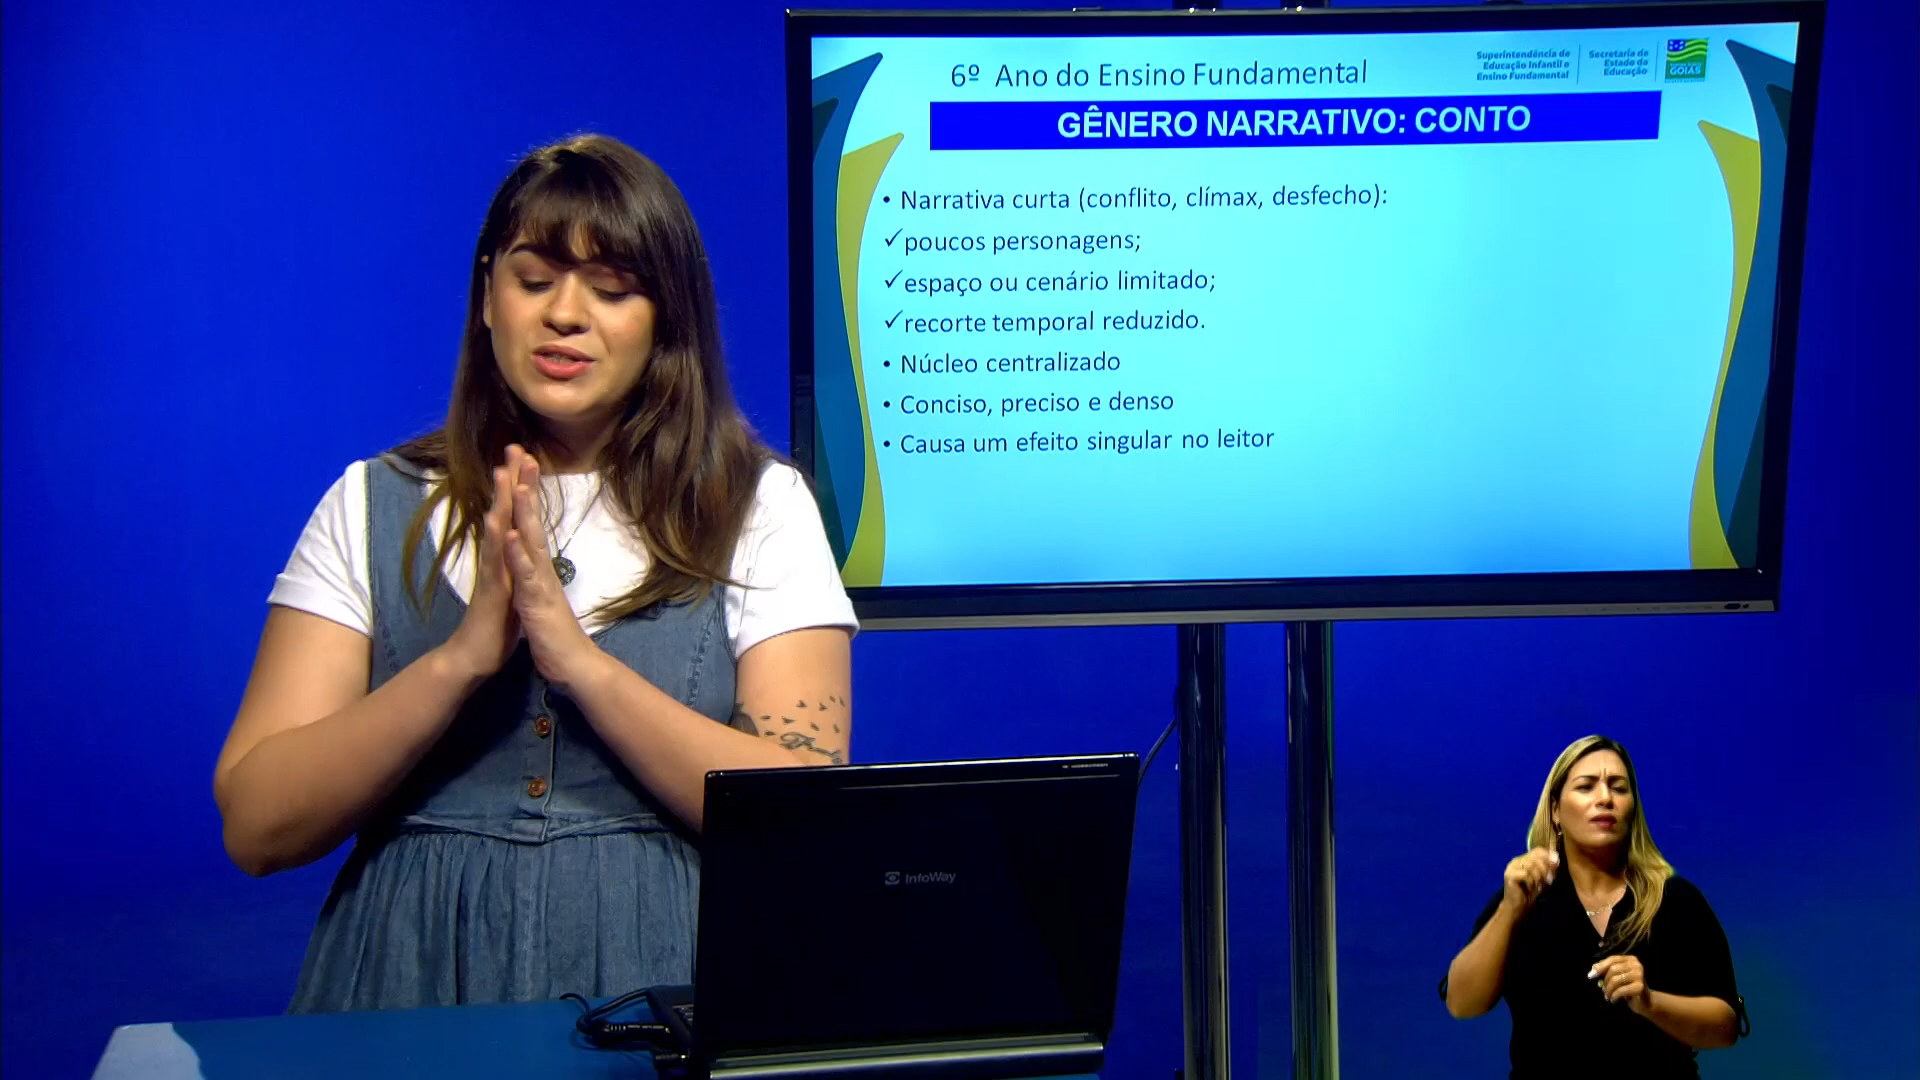 6º Ano do Ensino Fundamental
Superintendência de
Educação Infantil e
Ensino Fundamental
Secretaria de
Estado da
Educação
GOIÁS
GÊNERO NARRATIVO: CONTO
• Narrativa curta (conflito, clímax, desfecho):
✓poucos personagens;
✓espaço ou cenário limitado;
✓recorte temporal reduzido.
• Núcleo centralizado
• Conciso, preciso e denso
• Causa um efeito singular no leitor
InfoWay